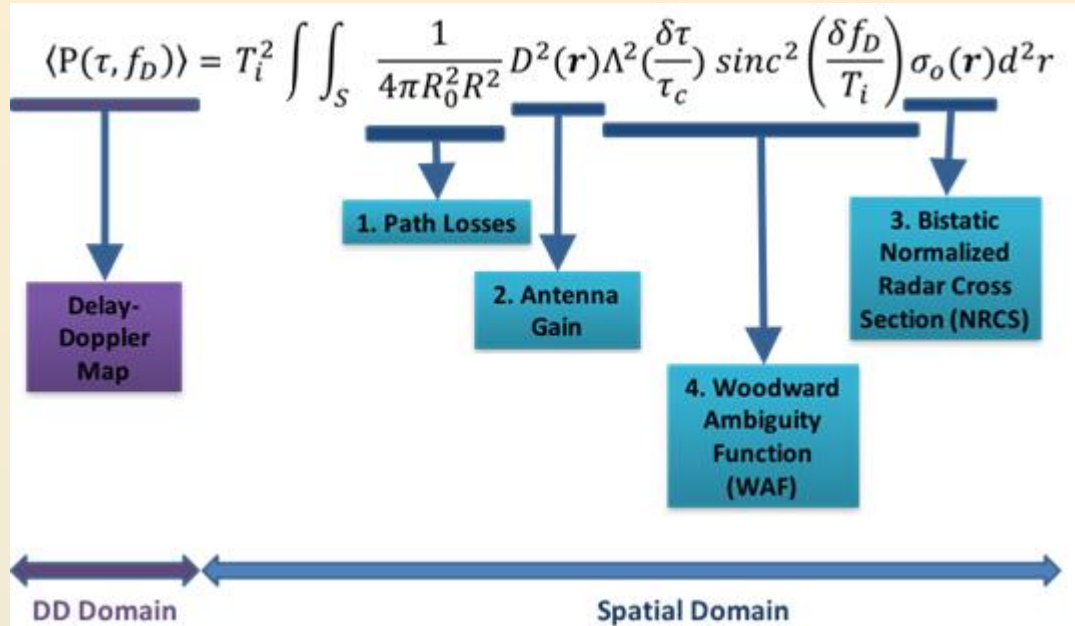 ⟨P(τ, f_D)⟩ = T_i^2 ∫ ∫_S 1/(4πR_0^2R^2) D^2(r)Λ^2(δτ/τ_c) sinc^2(δf_D/T_i) σ_o(r)d^2r
1. Path Losses
3. Bistatic
Normalized
Radar Cross
Section (NRCS)
Delay-
Doppler
Map
2. Antenna
Gain
4. Woodward
Ambiguity
Function
(WAF)
DD Domain
Spatial Domain